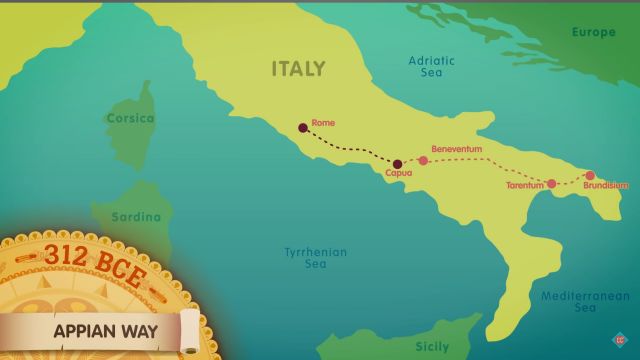 Europe
Adriatic
Sea
ITALY
Corsica
Rome
Beneventum
Capua
Tarentum
Brundisium
Sardina
312 BCE
Tyrrhenian
Sea
Mediterranean
Sea
APPIAN WAY
Sicily
CC